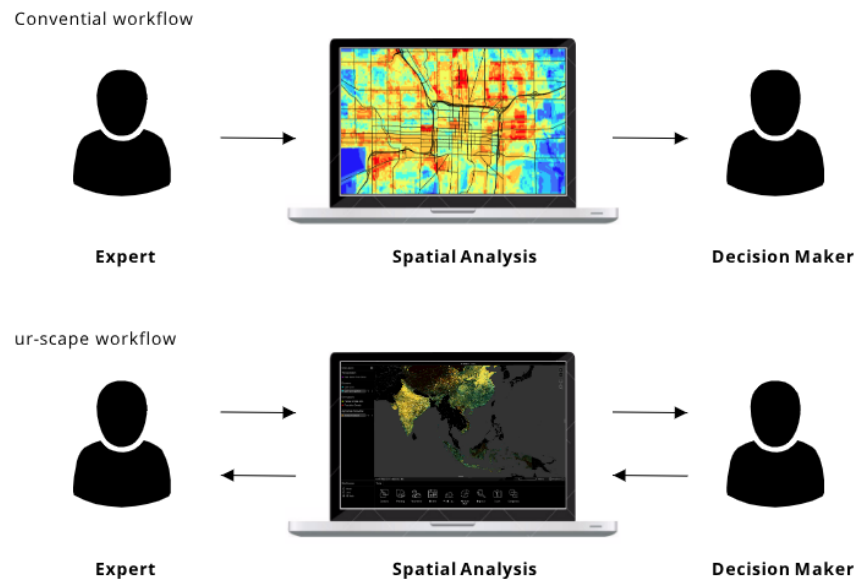 Convential workflow
Expert
Spatial Analysis
Decision Maker
ur-scape workflow
Expert
Spatial Analysis
Decision Maker